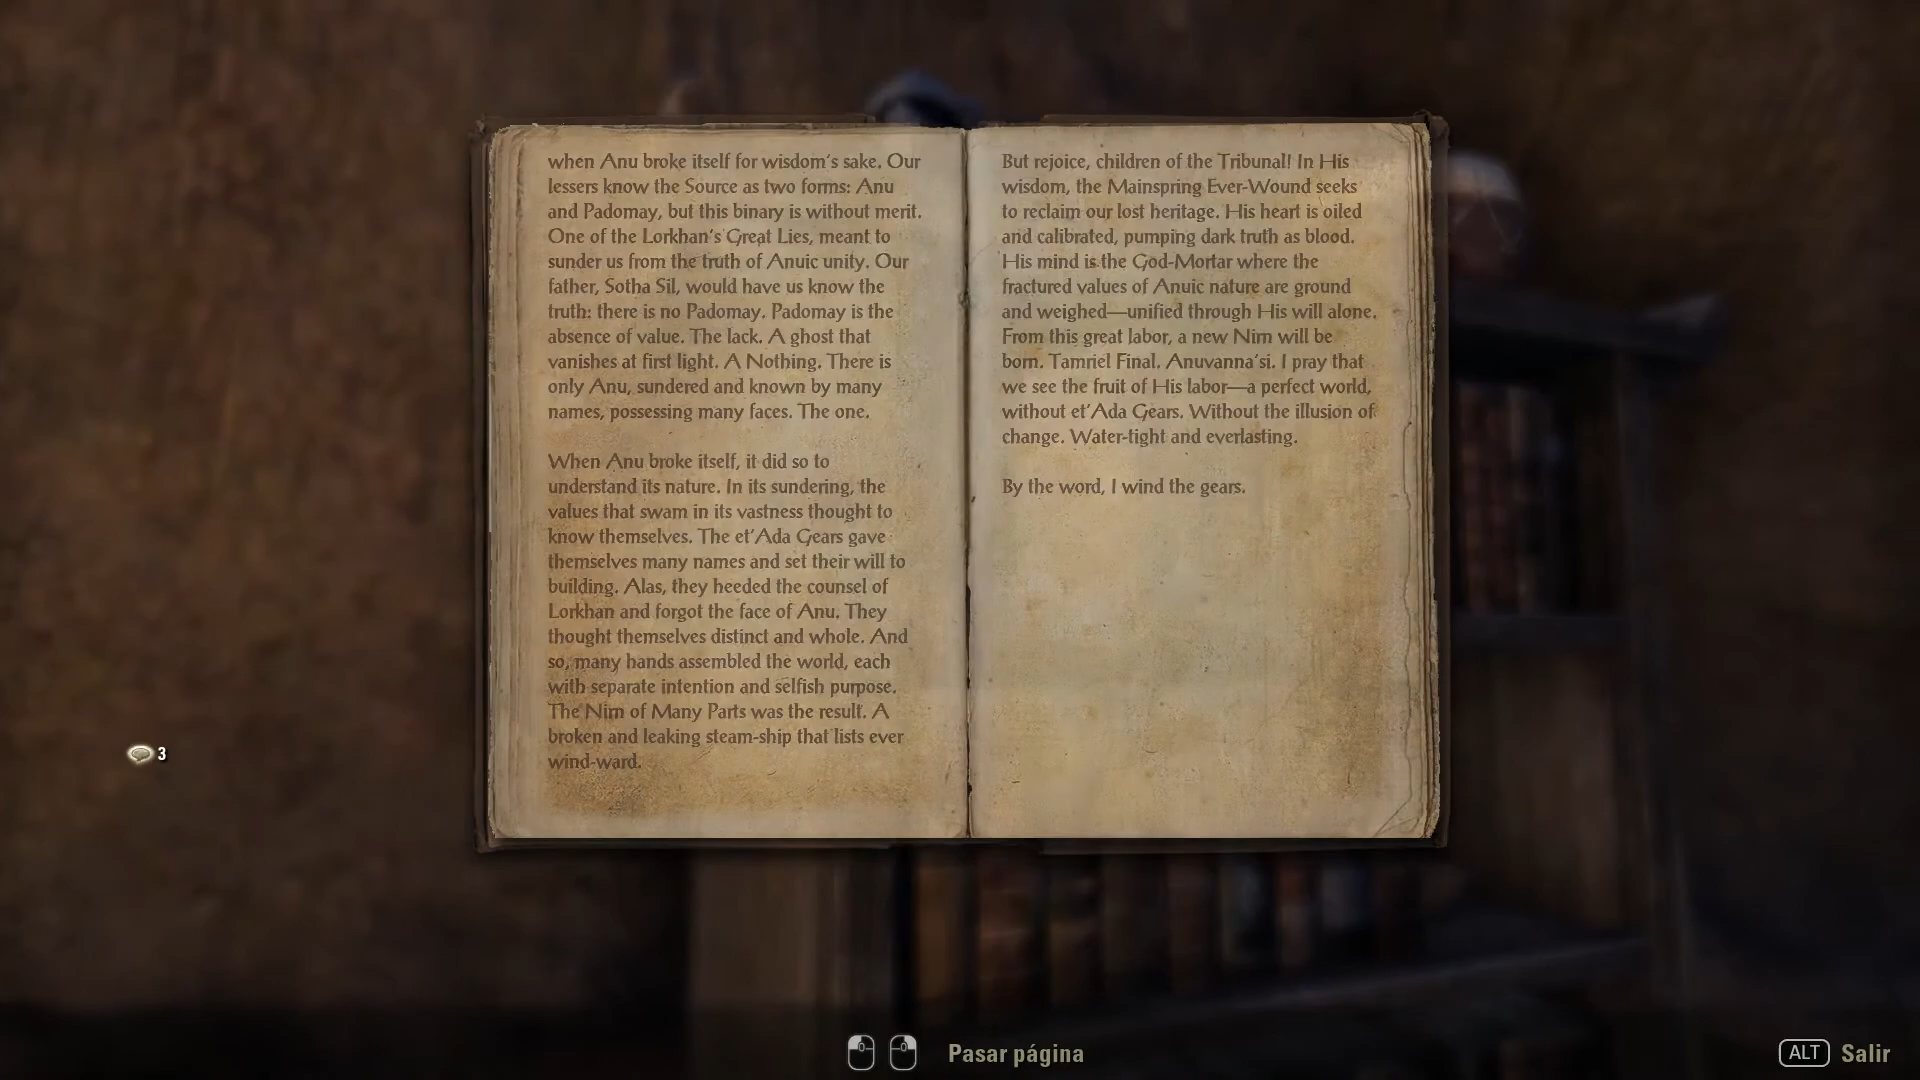 when Anu broke itself for wisdom's sake. Our
lessers know the Source as two forms: Anu
and Padomay, but this binary is without merit.
One of the Lorkhan's Great Lies, meant to
sunder us from the truth of Anuic unity. Our
father, Sotha Sil, would have us know the
truth: there is no Padomay. Padomay is the
absence of value. The lack. A ghost that
vanishes at first light. A Nothing. There is
only Anu, sundered and known by many
names, possessing many faces. The one.
When Anu broke itself, it did so to
understand its nature. In its sundering, the
values that swam in its vastness thought to
know themselves. The et'Ada Gears gave
themselves many names and set their will to
building. Alas, they heeded the counsel of
Lorkhan and forgot the face of Anu. They
thought themselves distinct and whole. And
so, many hands assembled the world, each
with separate intention and selfish purpose.
The Nirn of Many Parts was the result. A
broken and leaking steam-ship that lists ever
wind-ward.
But rejoice, children of the Tribunal! In His
wisdom, the Mainspring Ever-Wound seeks
to reclaim our lost heritage. His heart is oiled
and calibrated, pumping dark truth as blood.
His mind is the God-Mortar where the
fractured values of Anuic nature are ground
and weighed—unified through His will alone.
From this great labor, a new Nirn will be
born. Tamriel Final. Anuvanna'si. I pray that
we see the fruit of His labor—a perfect world,
without et'Ada Gears. Without the illusion of
change. Water-tight and everlasting.
By the word, I wind the gears.
3
Pasar página
ALT Salir